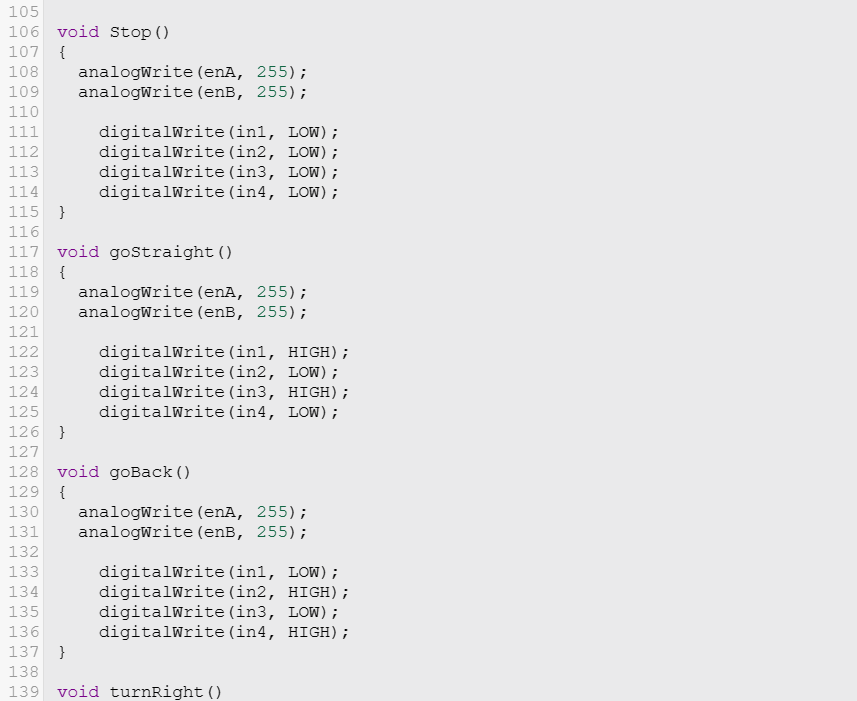 105
106 void Stop()
107 {
108   analogWrite(enA, 255);
109   analogWrite(enB, 255);
110
111     digitalWrite(in1, LOW);
112     digitalWrite(in2, LOW);
113     digitalWrite(in3, LOW);
114     digitalWrite(in4, LOW);
115 }
116
117 void goStraight()
118 {
119   analogWrite(enA, 255);
120   analogWrite(enB, 255);
121
122     digitalWrite(in1, HIGH);
123     digitalWrite(in2, LOW);
124     digitalWrite(in3, HIGH);
125     digitalWrite(in4, LOW);
126 }
127
128 void goBack()
129 {
130   analogWrite(enA, 255);
131   analogWrite(enB, 255);
132
133     digitalWrite(in1, LOW);
134     digitalWrite(in2, HIGH);
135     digitalWrite(in3, LOW);
136     digitalWrite(in4, HIGH);
137 }
138
139 void turnRight()